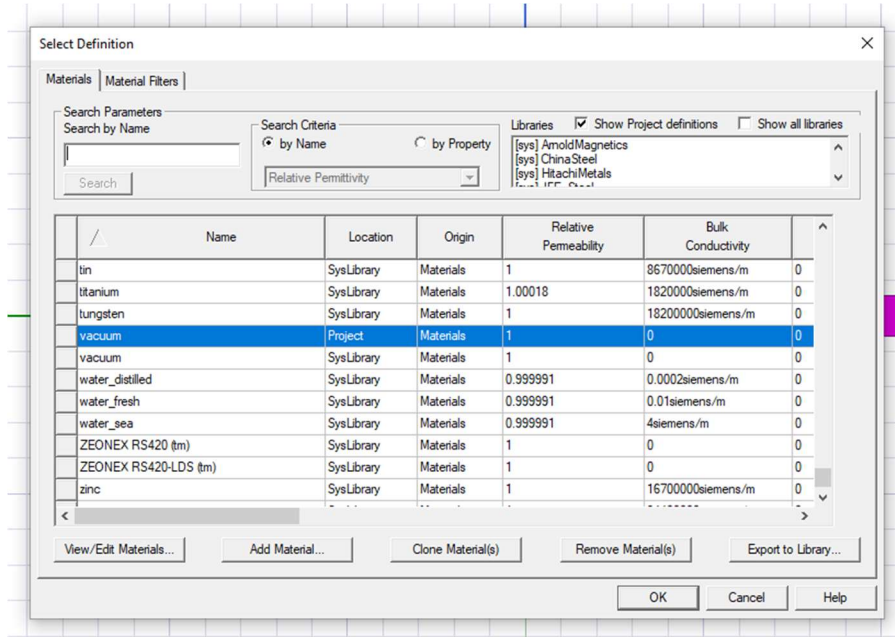 Select Definition
Materials Material Filters
Search Parameters
Search by Name
Search
Search Criteria
by Name by Property
Relative Permittivity
Libraries Show Project definitions Show all libraries
[sys] ArnoldMagnetics
[sys] ChinaSteel
[sys] HitachiMetals
Name Location Origin Relative Permeability Bulk Conductivity
tin SysLibrary Materials 1 8670000siemens/m 0
titanium SysLibrary Materials 1.00018 1820000siemens/m 0
tungsten SysLibrary Materials 1 18200000siemens/m 0
vacuum Project Materials 1 0 0
vacuum SysLibrary Materials 1 0 0
water_distilled SysLibrary Materials 0.999991 0.0002siemens/m 0
water_fresh SysLibrary Materials 0.999991 0.01siemens/m 0
water_sea SysLibrary Materials 0.999991 4siemens/m 0
ZEONEX RS420 (tm) SysLibrary Materials 1 0 0
ZEONEX RS420-LDS (tm) SysLibrary Materials 1 0 0
zinc SysLibrary Materials 1 16700000siemens/m 0
View/Edit Materials... Add Material... Clone Material(s) Remove Material(s) Export to Library...
OK Cancel Help